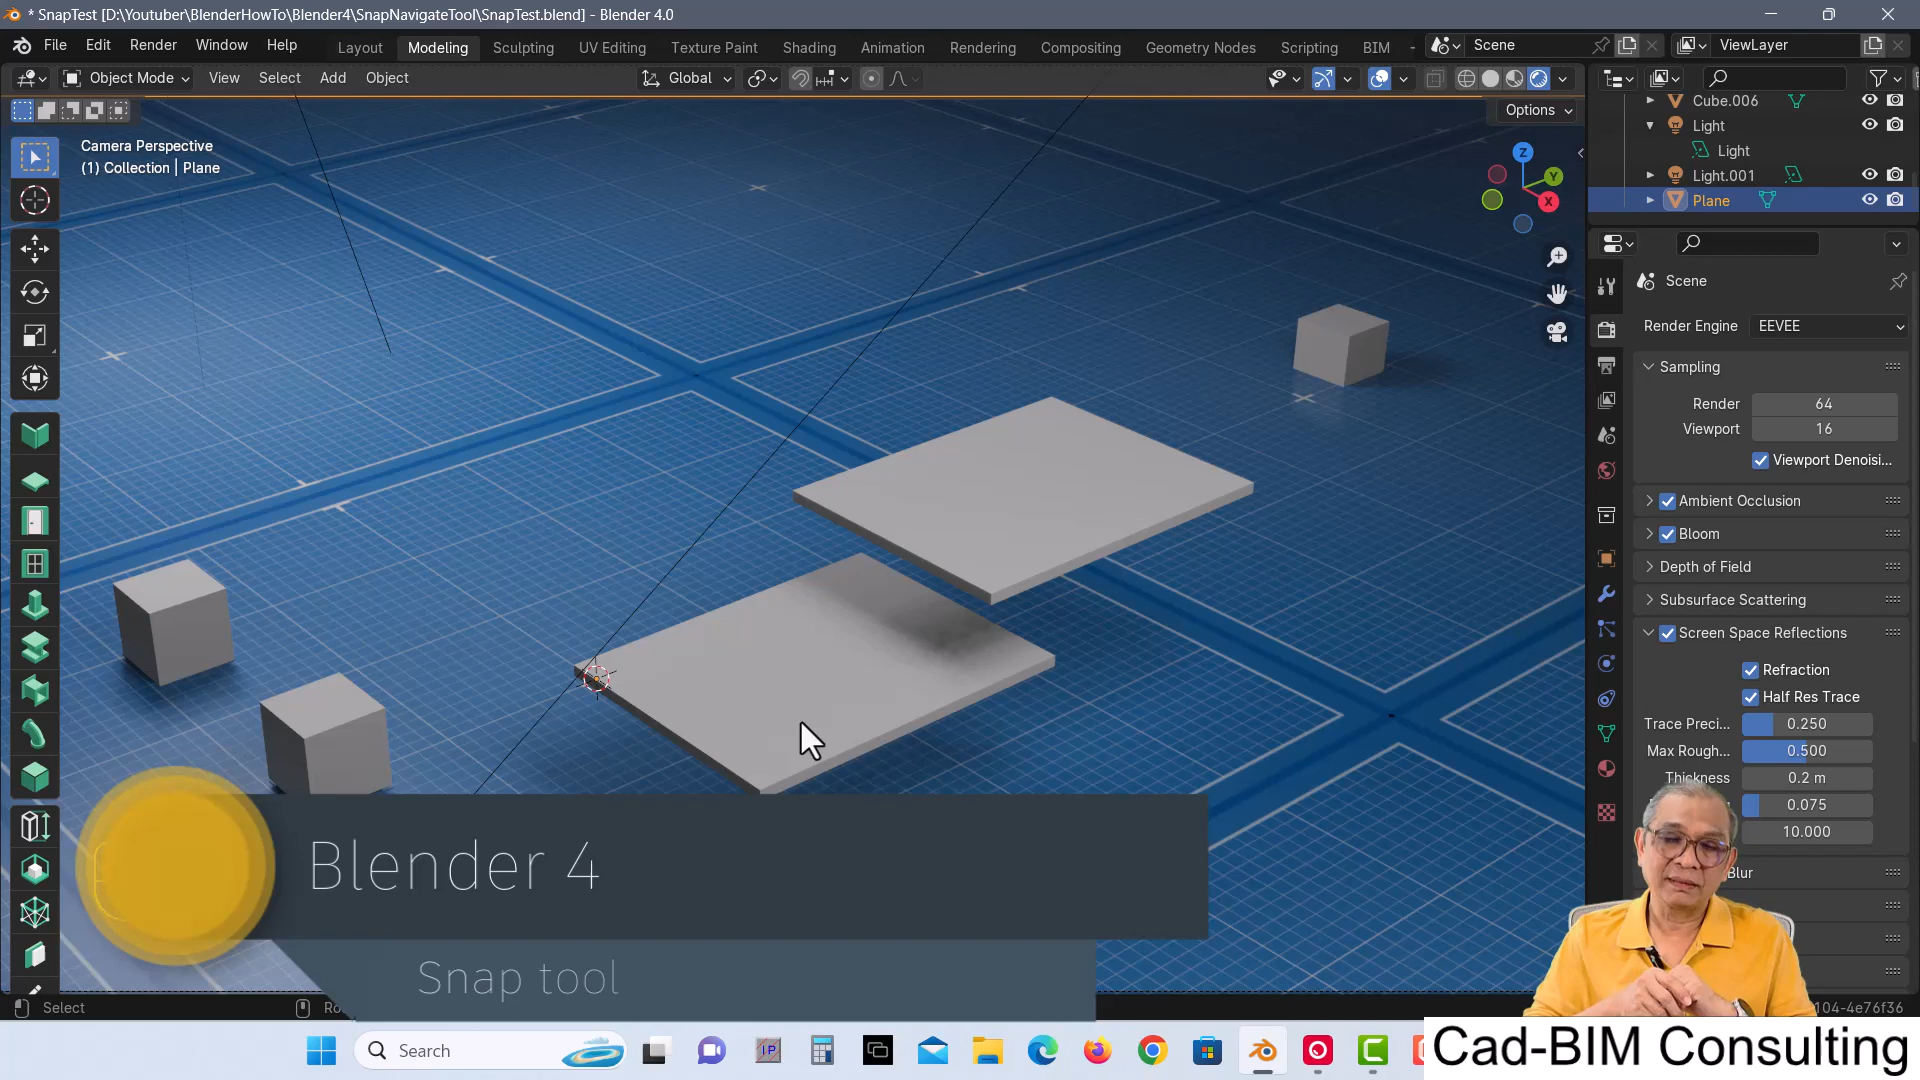 * SnapTest [D:\Youtuber\BlenderHowTo\Blender4\SnapNavigateTool\SnapTest.blend] - Blender 4.0
File Edit Render Window Help Layout Modeling Sculpting UV Editing Texture Paint Shading Animation Rendering Compositing Geometry Nodes Scripting BIM Scene ViewLayer
Object Mode View Select Add Object Global
Options
Camera Perspective
(1) Collection | Plane
Z
Y
X
Cube.006
Light
Light
Light.001
Plane
Scene
Render Engine EEVEE
Sampling
Render 64
Viewport 16
Viewport Denoisi...
Ambient Occlusion
Bloom
Depth of Field
Subsurface Scattering
Screen Space Reflections
Refraction
Half Res Trace
Trace Preci... 0.250
Max Rough... 0.500
Thickness 0.2 m
0.075
10.000
Blur
Blender 4
Snap tool
Select
104-4e76f36
Search
IP
Cad-BIM Consulting